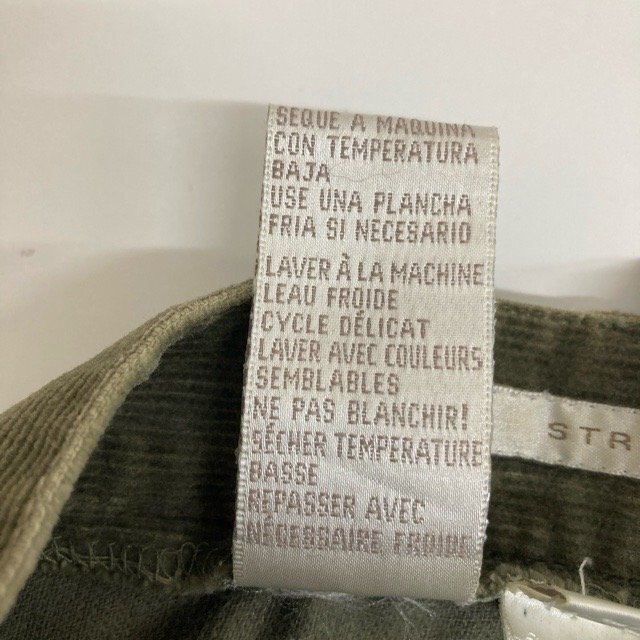 SEQUE A MAQUINA
CON TEMPERATURA
BAJA
USE UNA PLANCHA
FRIA SI NECESARIO
LAVER À LA MACHINE
LEAU FROIDE
CYCLE DÉLICAT
LAVER AVEC COULEURS
SEMBLABLES
NE PAS BLANCHIR!
SÉCHER TEMPERATURE
BASSE
REPASSER AVEC
NÉCESSAIRE FROIDE
STR